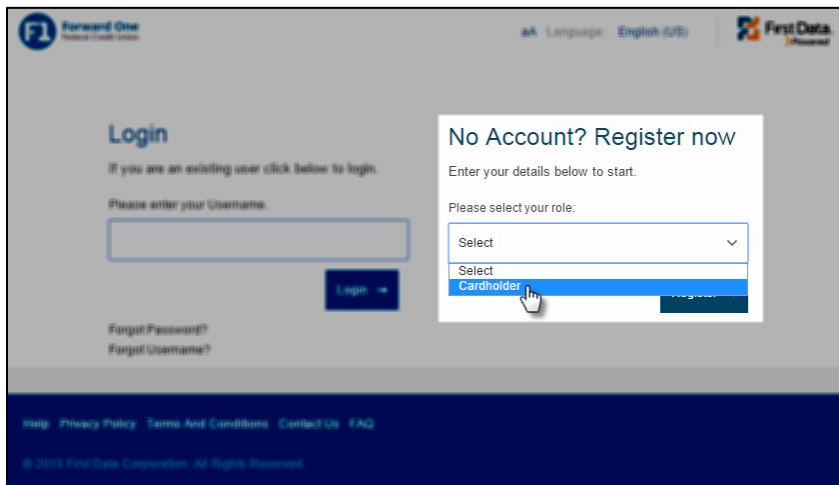 F1 Forward One
Federal Credit Union
aA Language: English (US)
First Data.
Powered
Login
If you are an existing user click below to login.
Please enter your Username.
Login →
Forgot Password?
Forgot Username?
No Account? Register now
Enter your details below to start.
Please select your role:
Select
Select
Cardholder
Register
Help Privacy Policy Terms And Conditions Contact Us FAQ
© 2015 First Data Corporation. All Rights Reserved.